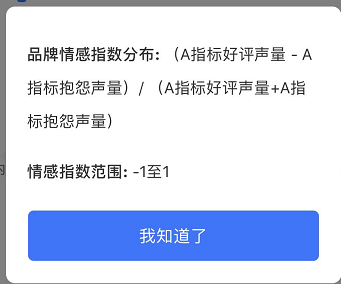 品牌情感指数分布: （A指标好评声量 - A
指标抱怨声量）/ （A指标好评声量+A指
标抱怨声量）
情感指数范围: -1至1
我知道了